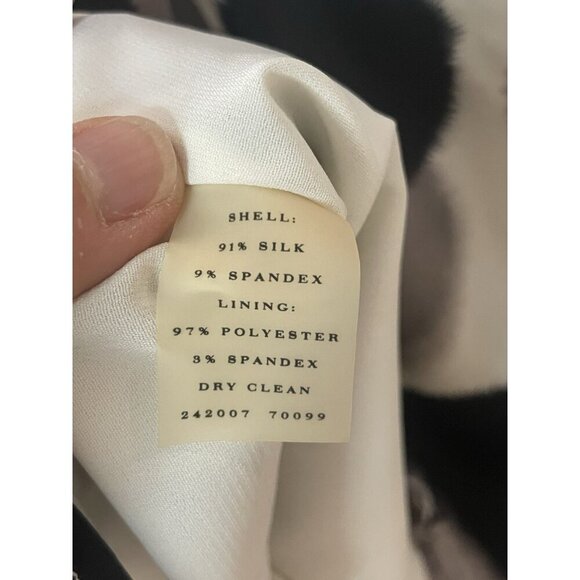 SHELL:
91% SILK
9% SPANDEX
LINING:
97% POLYESTER
3% SPANDEX
DRY CLEAN
242007 70099